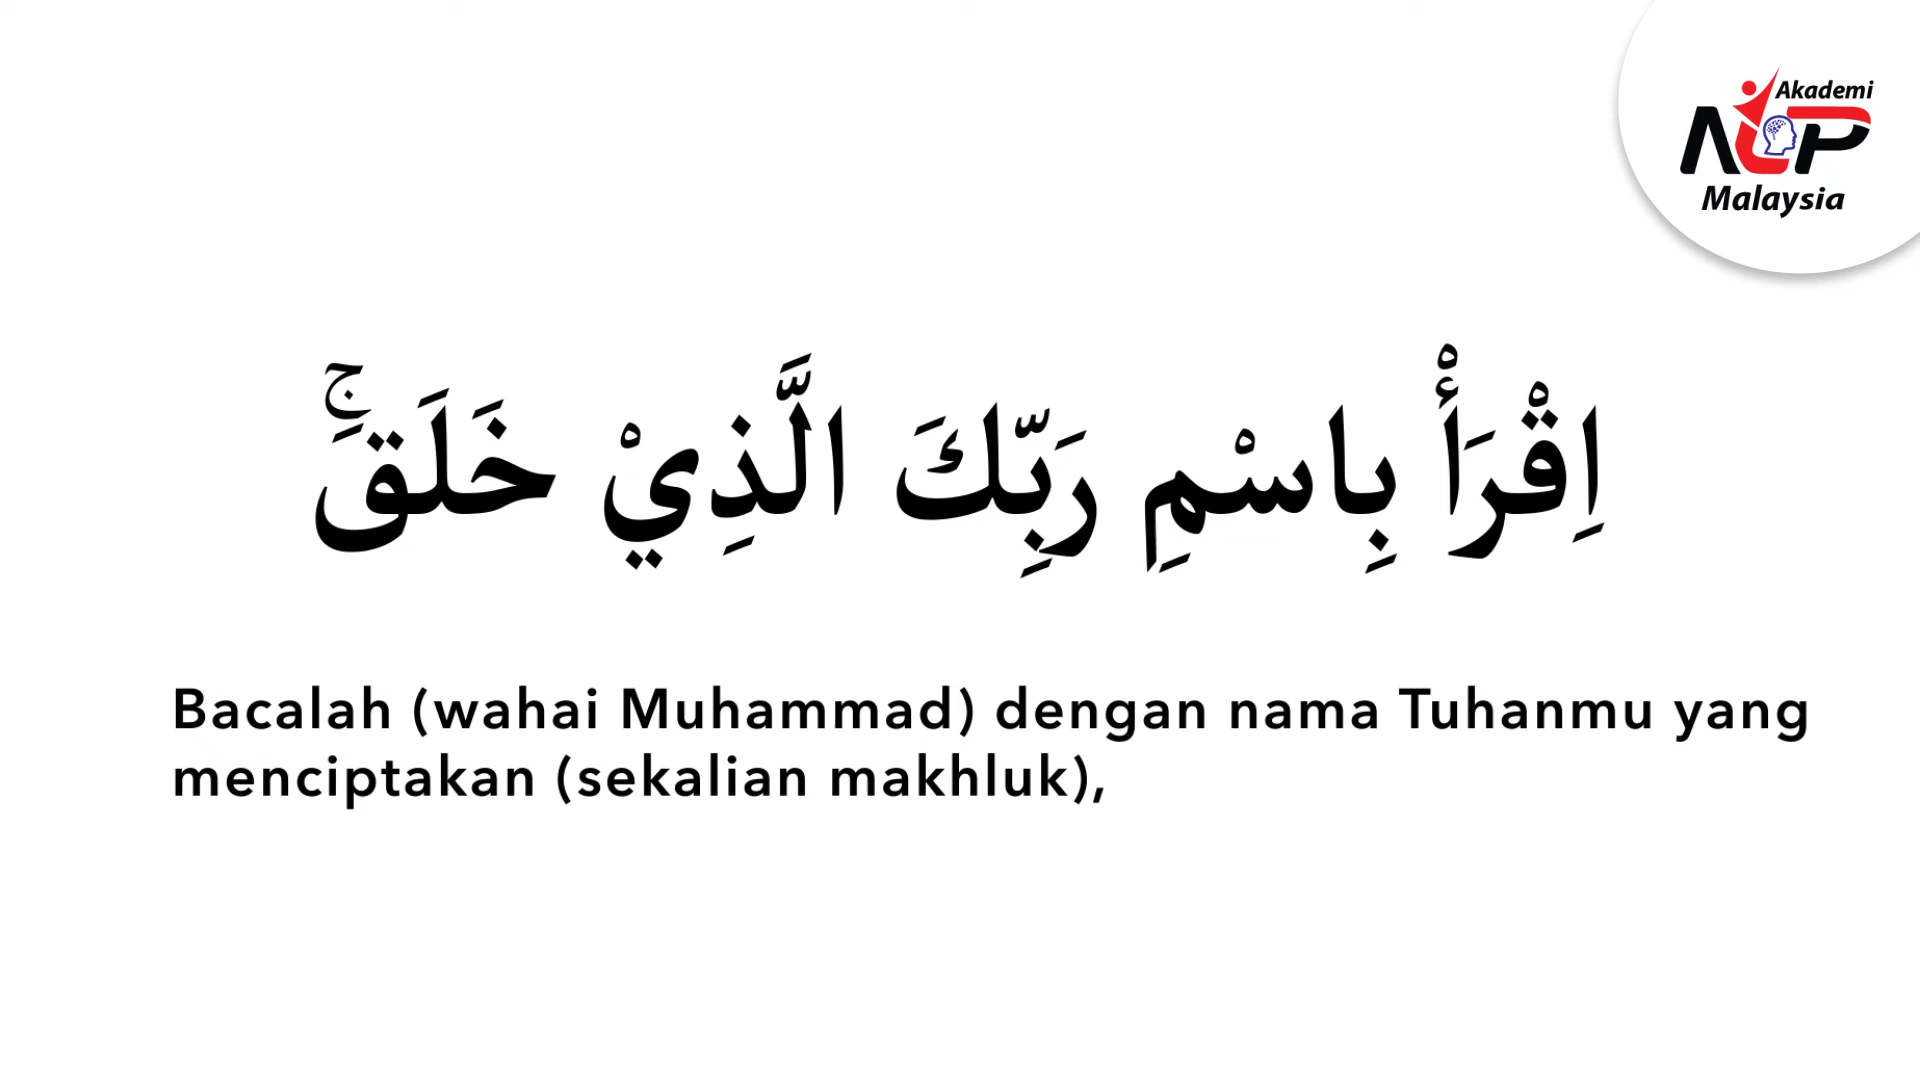 Akademi
NLP
Malaysia
اِقْرَأْ بِاسْمِ رَبِّكَ الَّذِيْ خَلَقَۚ
Bacalah (wahai Muhammad) dengan nama Tuhanmu yang
menciptakan (sekalian makhluk),